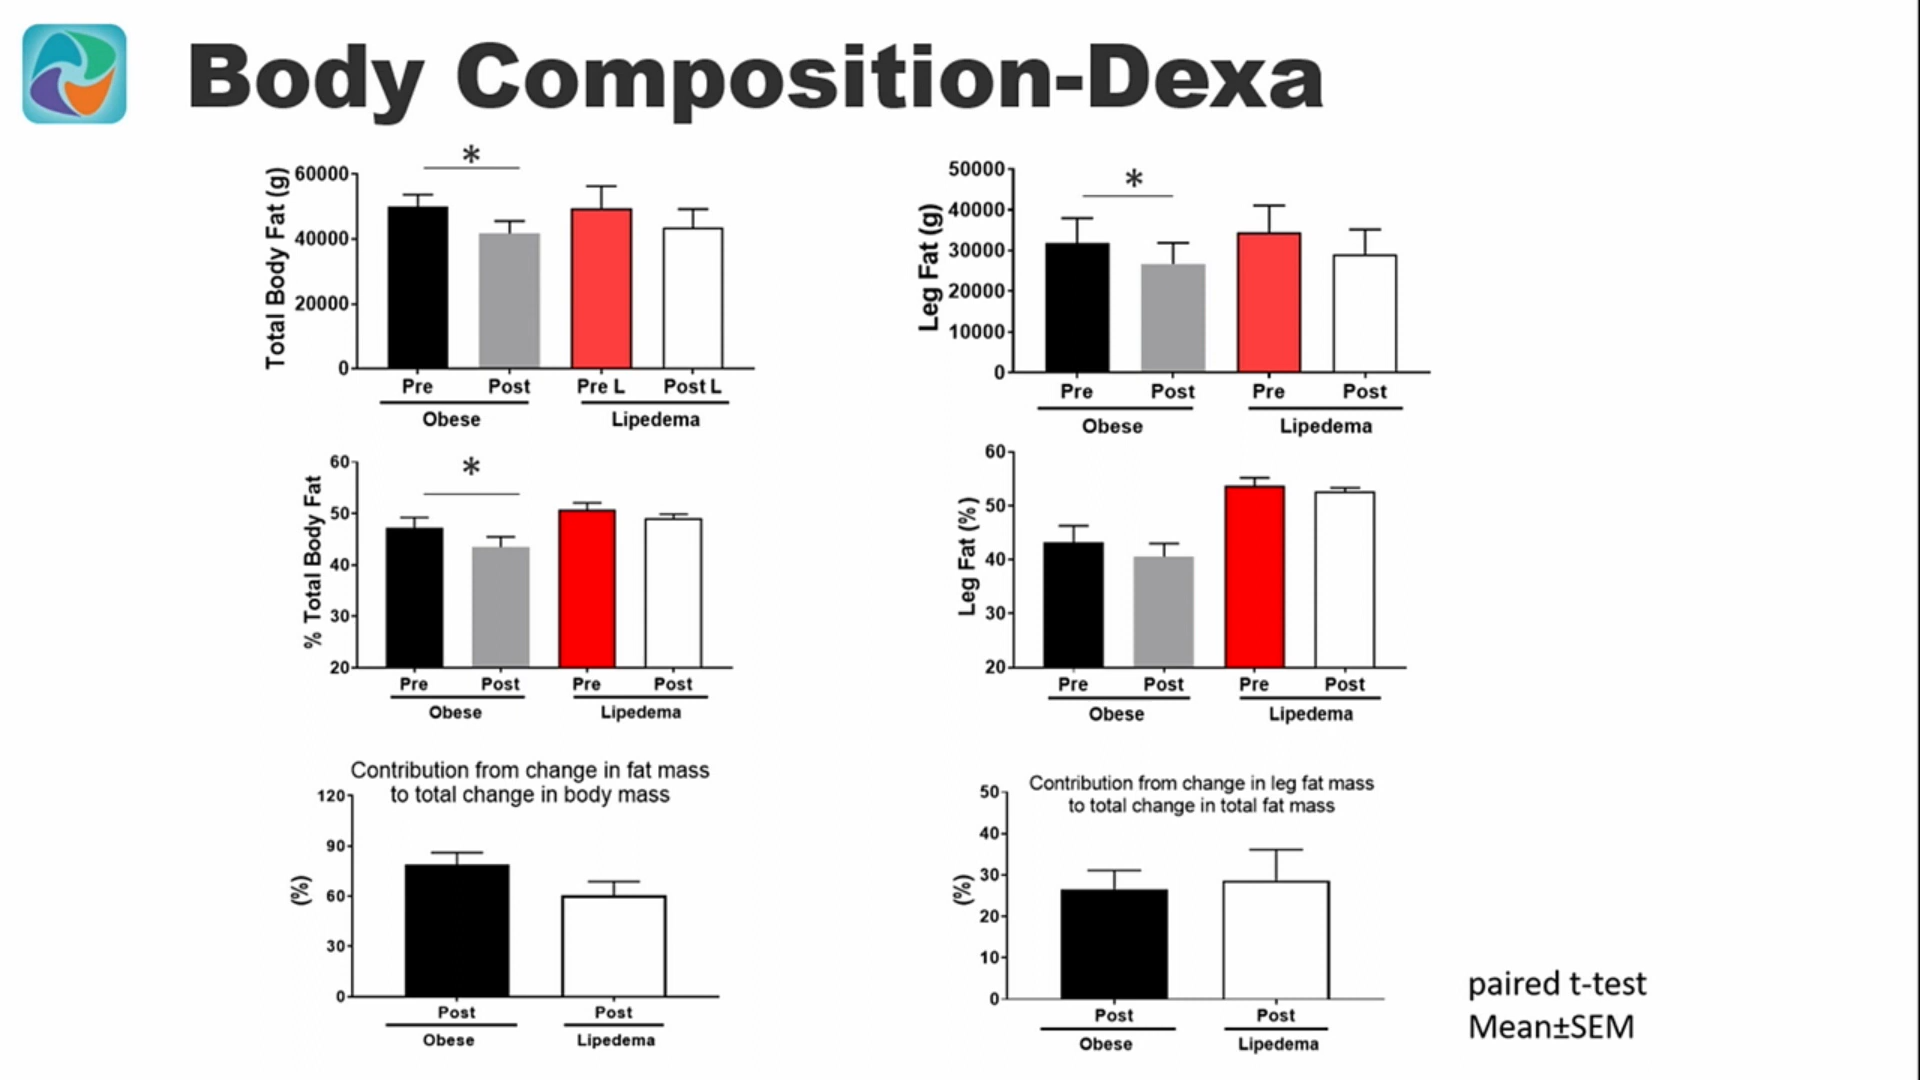 Body Composition-Dexa
*
Total Body Fat (g)
60000
40000
20000
0
Pre Post Pre L Post L
Obese Lipedema
*
Leg Fat (g)
50000
40000
30000
20000
10000
0
Pre Post Pre Post
Obese Lipedema
*
% Total Body Fat
60
50
40
30
20
Pre Post Pre Post
Obese Lipedema
Leg Fat (%)
60
50
40
30
20
Pre Post Pre Post
Obese Lipedema
Contribution from change in fat mass
to total change in body mass
(%)
120
90
60
30
0
Post Post
Obese Lipedema
Contribution from change in leg fat mass
to total change in total fat mass
(%)
50
40
30
20
10
0
Post Post
Obese Lipedema
paired t-test
Mean±SEM